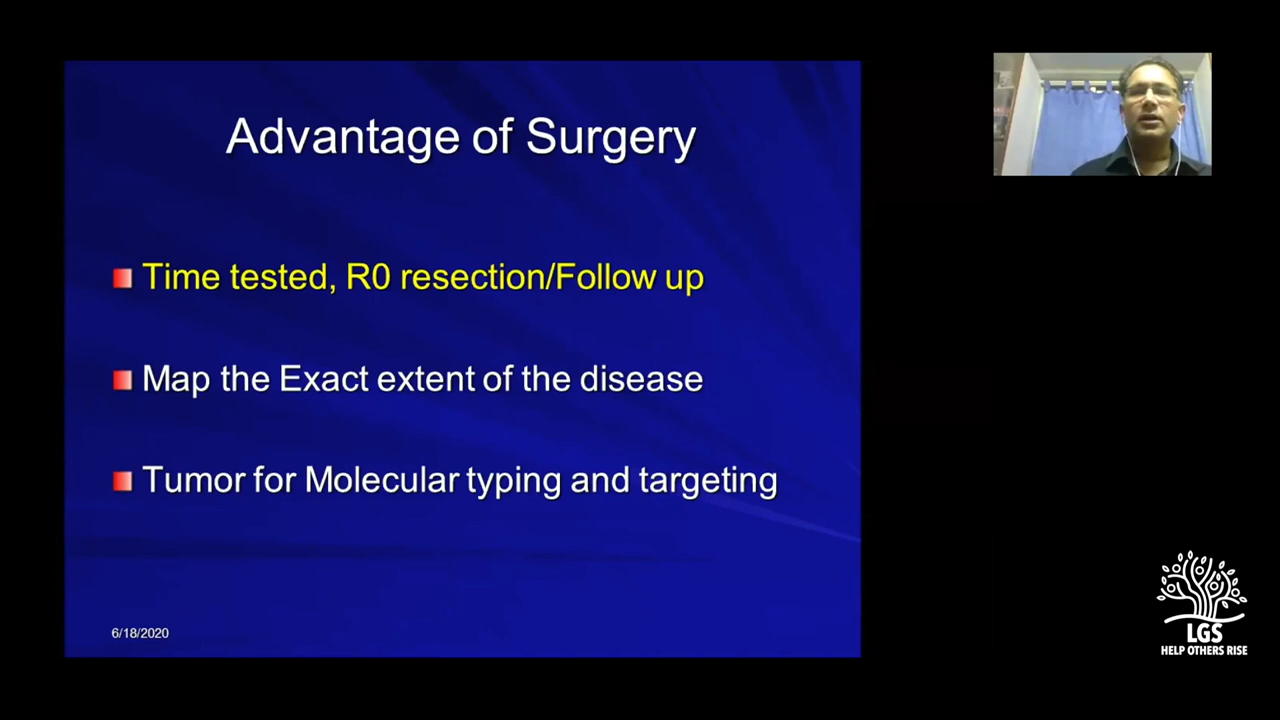 Advantage of Surgery
Time tested, R0 resection/Follow up
Map the Exact extent of the disease
Tumor for Molecular typing and targeting
6/18/2020
LGS
HELP OTHERS RISE